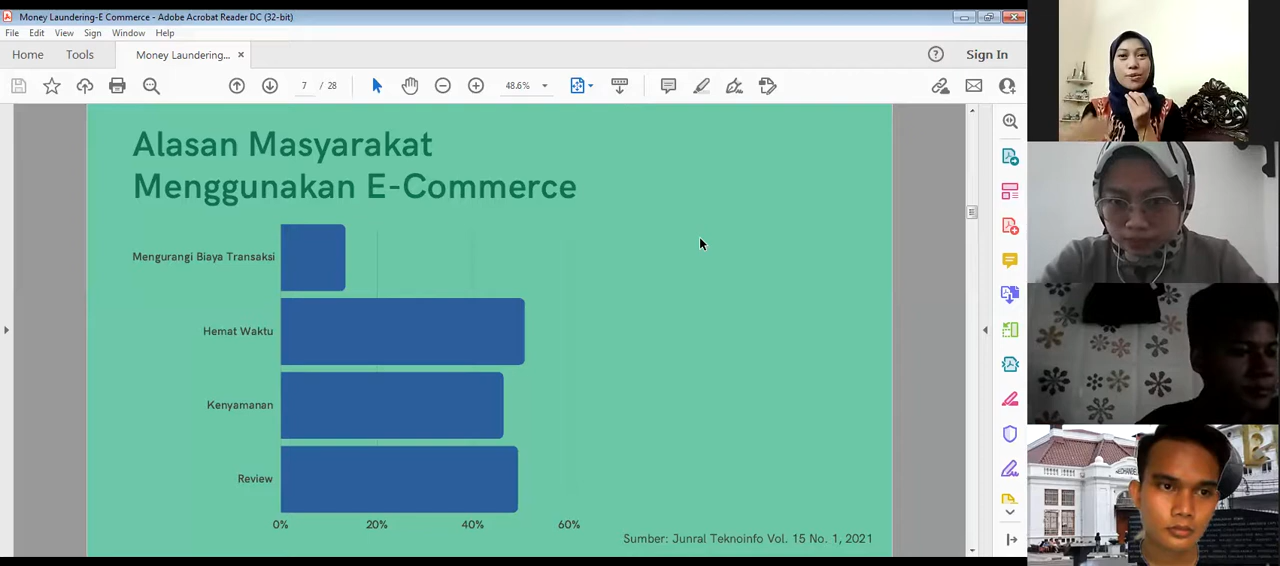 Money Laundering-E Commerce - Adobe Acrobat Reader DC (32-bit)
File Edit View Sign Window Help
Home Tools Money Laundering... × Sign In
7 / 28 48.6%
Alasan Masyarakat
Menggunakan E-Commerce
Mengurangi Biaya Transaksi
Hemat Waktu
Kenyamanan
Review
0% 20% 40% 60%
Sumber: Junral Teknoinfo Vol. 15 No. 1, 2021